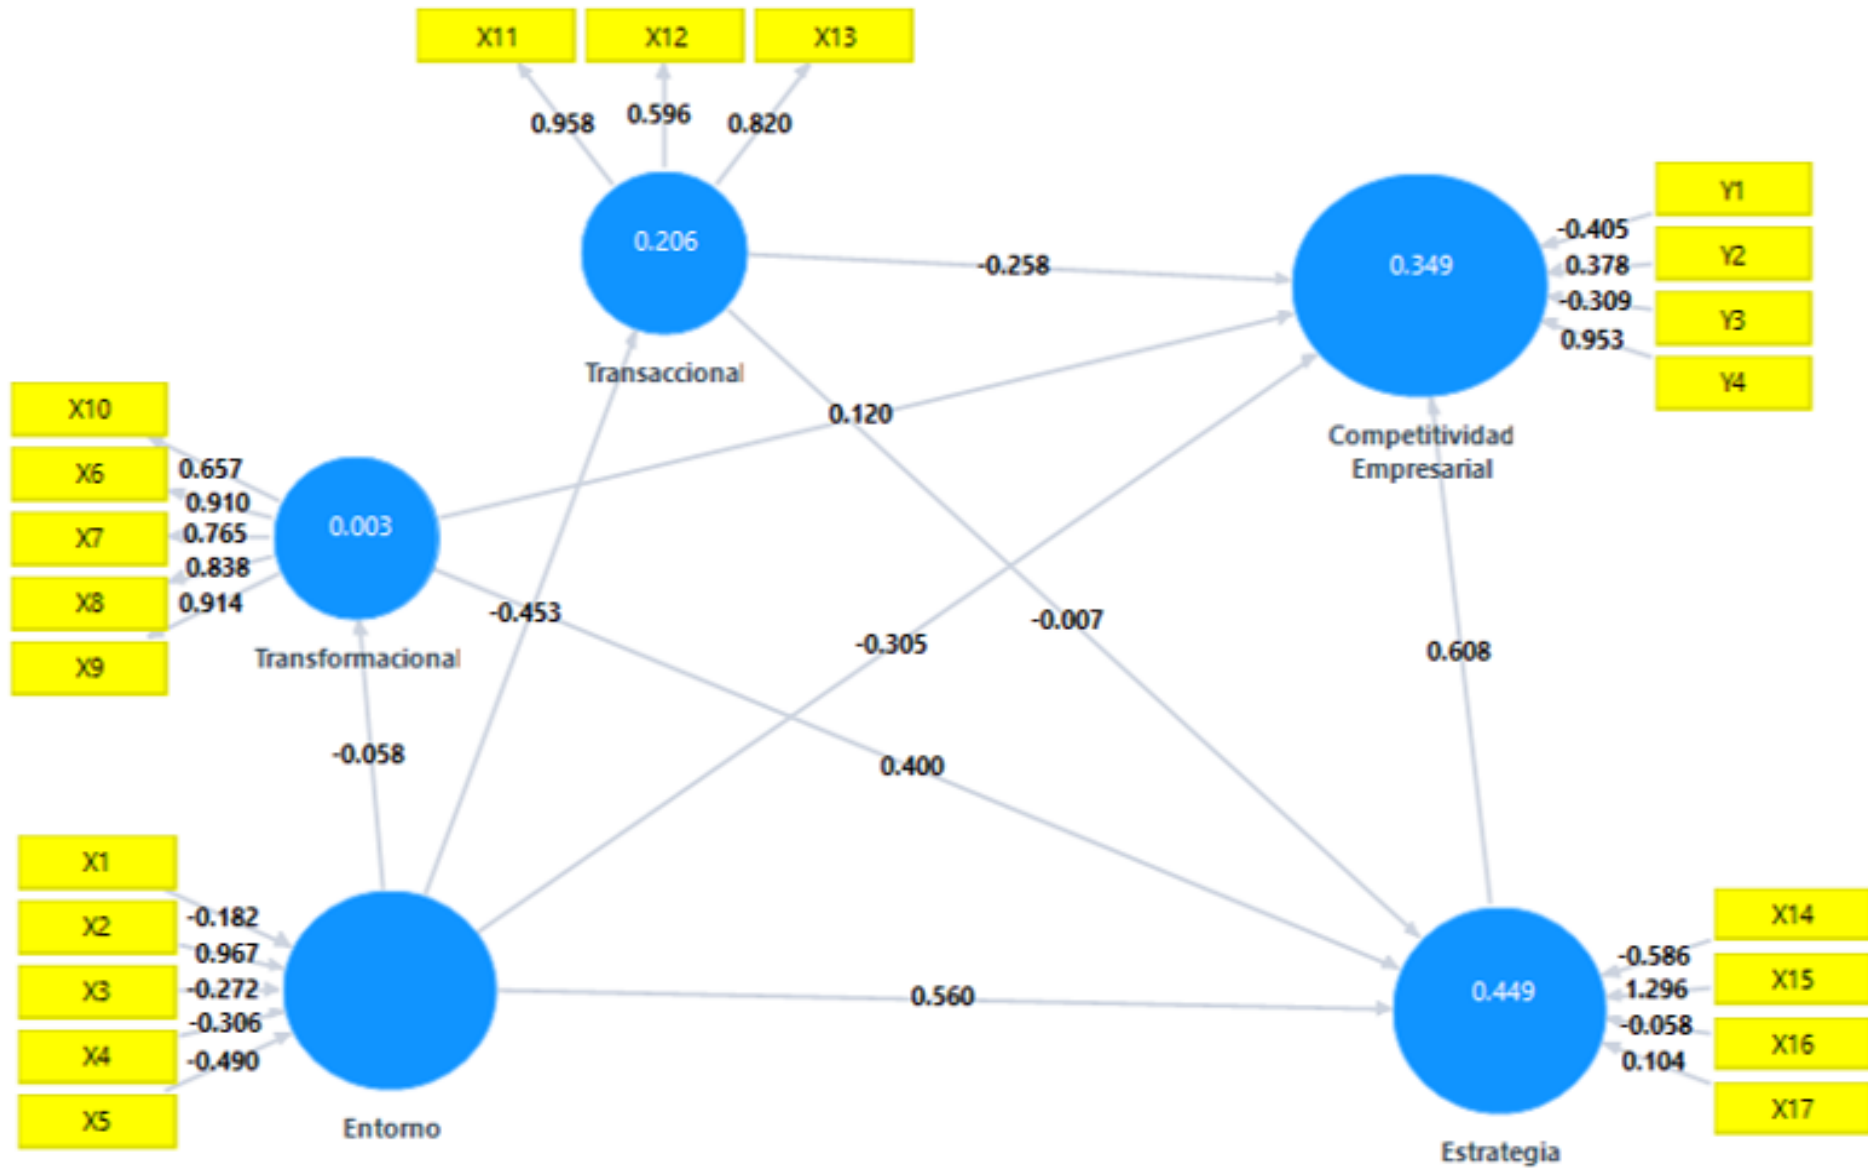 X11
X12
X13
0.958
0.596
0.820
0.206
Transaccional
-0.258
0.349
Competitividad
Empresarial
Y1
Y2
Y3
Y4
-0.405
0.378
-0.309
0.953
X10
X6
X7
X8
X9
0.657
0.910
0.765
0.838
0.914
0.003
Transformacional
0.120
-0.453
-0.305
-0.007
0.608
-0.058
0.400
X1
X2
X3
X4
X5
-0.182
0.967
-0.272
-0.306
-0.490
Entorno
0.560
0.449
Estrategia
-0.586
1.296
-0.058
0.104
X14
X15
X16
X17